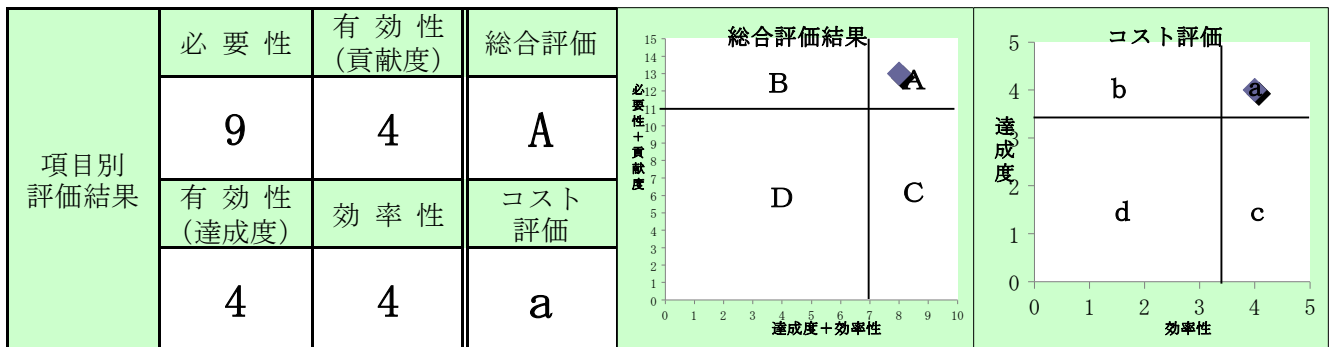 項目別
評価結果
必要性
有効性
(貢献度)
総合評価
9
4
A
有効性
(達成度)
効率性
コスト
評価
4
4
a
総合評価結果
必要性＋貢献度
15
14
13
12
11
10
9
8
7
6
5
4
3
2
1
0
B
A
D
C
0 1 2 3 4 5 6 7 8 9 10
達成度＋効率性
コスト評価
達成度
5
4
3
2
1
0
b
a
d
c
0 1 2 3 4 5
効率性